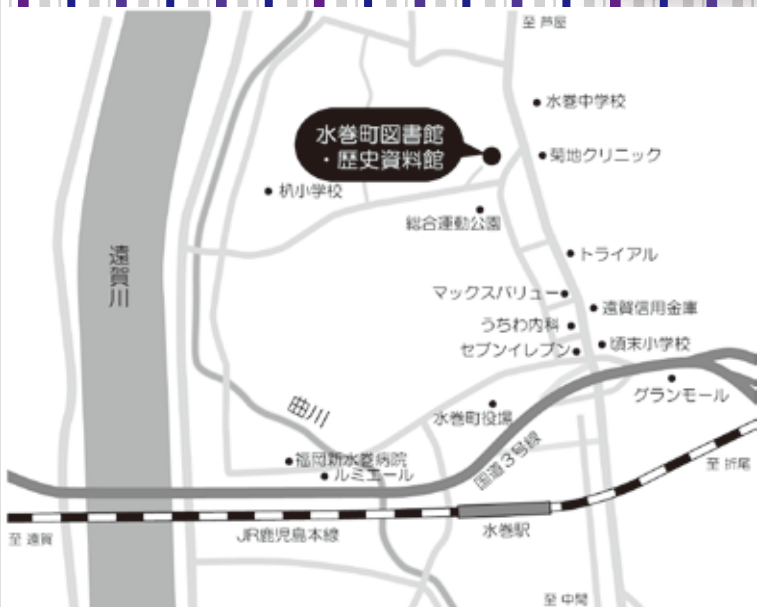 至 芦屋
水巻中学校
水巻町図書館
・歴史資料館
菊地クリニック
杭小学校
総合運動公園
遠賀川
トライアル
マックスバリュー
遠賀信用金庫
うちわ内科
頃末小学校
セブンイレブン
グランモール
曲川
水巻町役場
国道3号線
福岡新水巻病院
ルミエール
至 折尾
至 遠賀
JR鹿児島本線
水巻駅
至 中間